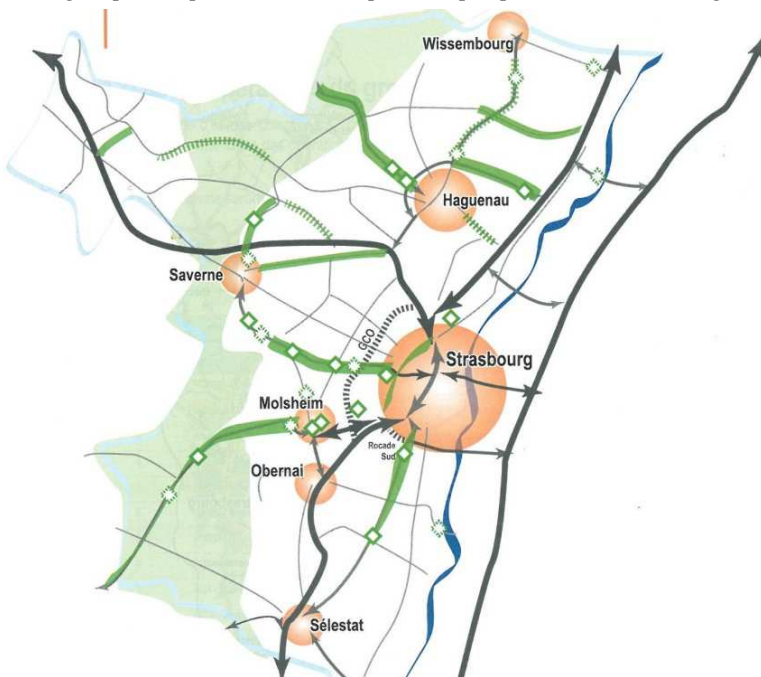 Wissembourg
Haguenau
Saverne
GCO
Strasbourg
Molsheim
Rocade
Sud
Obernai
Sélestat